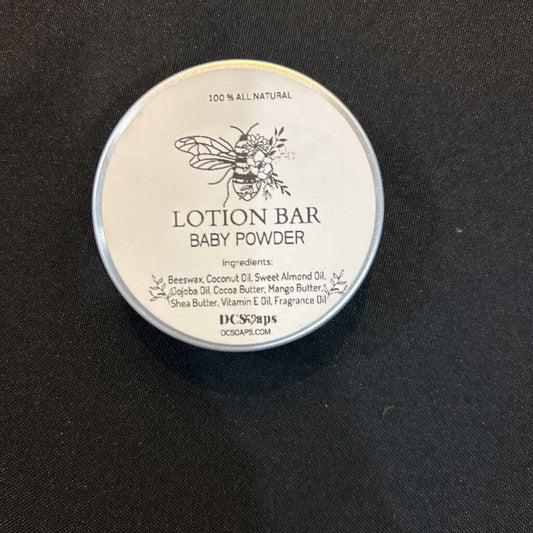 100 % ALL NATURAL
LOTION BAR
BABY POWDER
Ingredients:
Beeswax, Coconut Oil, Sweet Almond Oil,
Jojoba Oil, Cocoa Butter, Mango Butter,
Shea Butter, Vitamin E Oil, Fragrance Oil
DCSoaps
DCSOAPS.COM